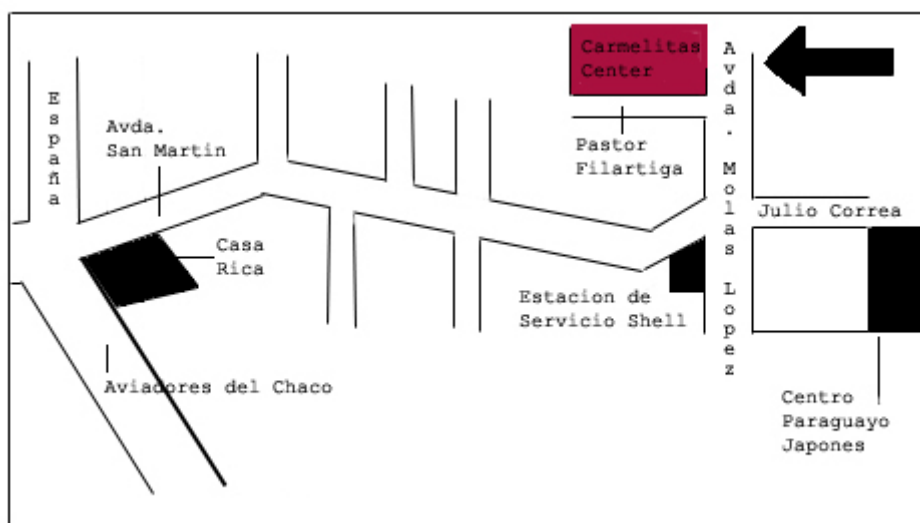 España
Avda.
San Martin
Casa
Rica
Aviadores del Chaco
Carmelitas
Center
Pastor
Filartiga
Avda. Molas Lopez
Julio Correa
Estacion de
Servicio Shell
Centro
Paraguayo
Japones